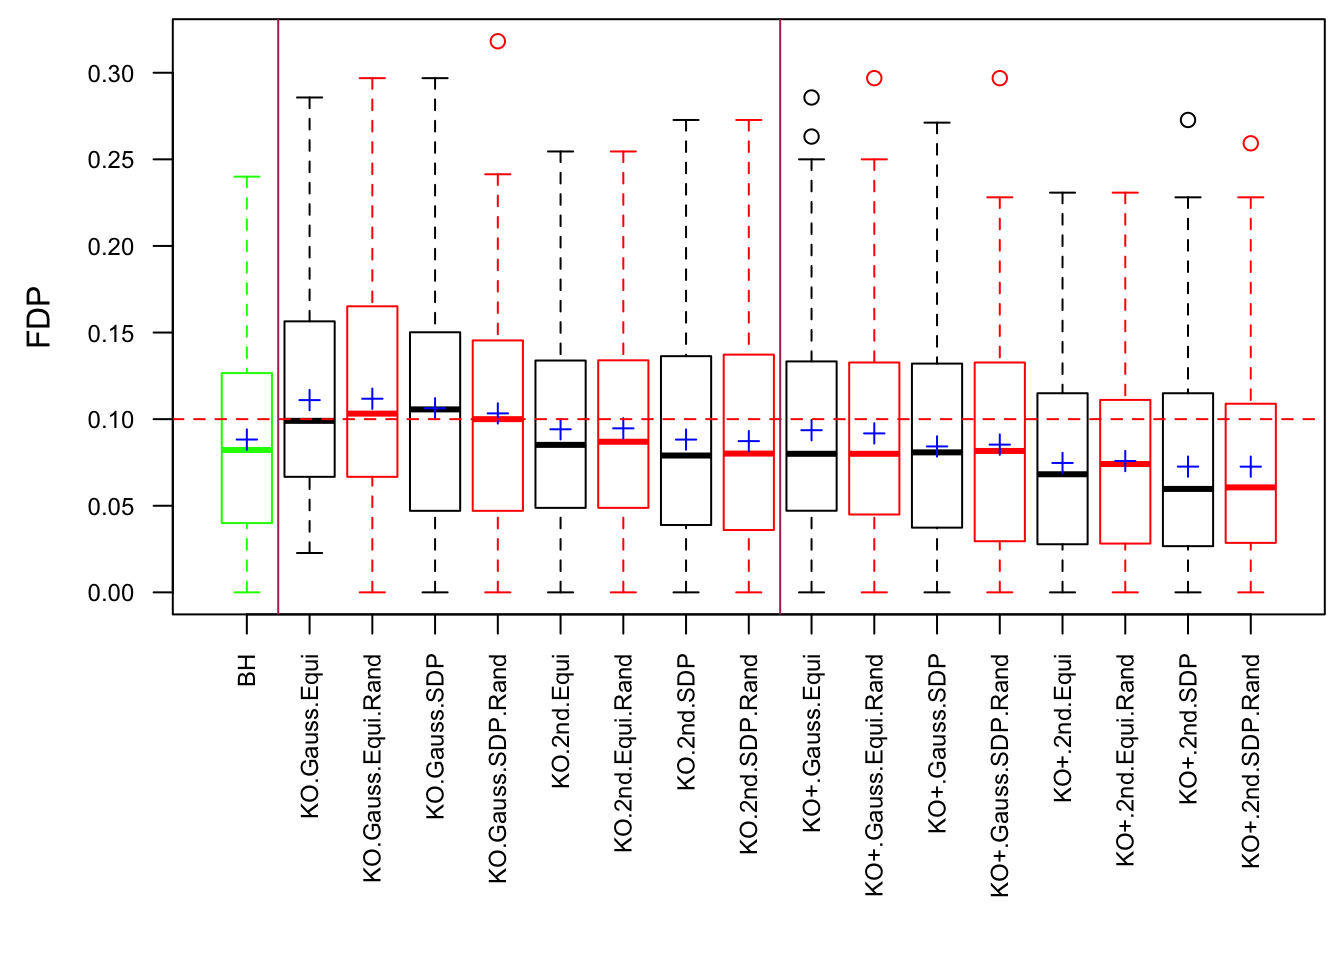 FDP
0.30
0.25
0.20
0.15
0.10
0.05
0.00
BH
KO.Gauss.Equi
KO.Gauss.Equi.Rand
KO.Gauss.SDP
KO.Gauss.SDP.Rand
KO.2nd.Equi
KO.2nd.Equi.Rand
KO.2nd.SDP
KO.2nd.SDP.Rand
KO+.Gauss.Equi
KO+.Gauss.Equi.Rand
KO+.Gauss.SDP
KO+.Gauss.SDP.Rand
KO+.2nd.Equi
KO+.2nd.Equi.Rand
KO+.2nd.SDP
KO+.2nd.SDP.Rand